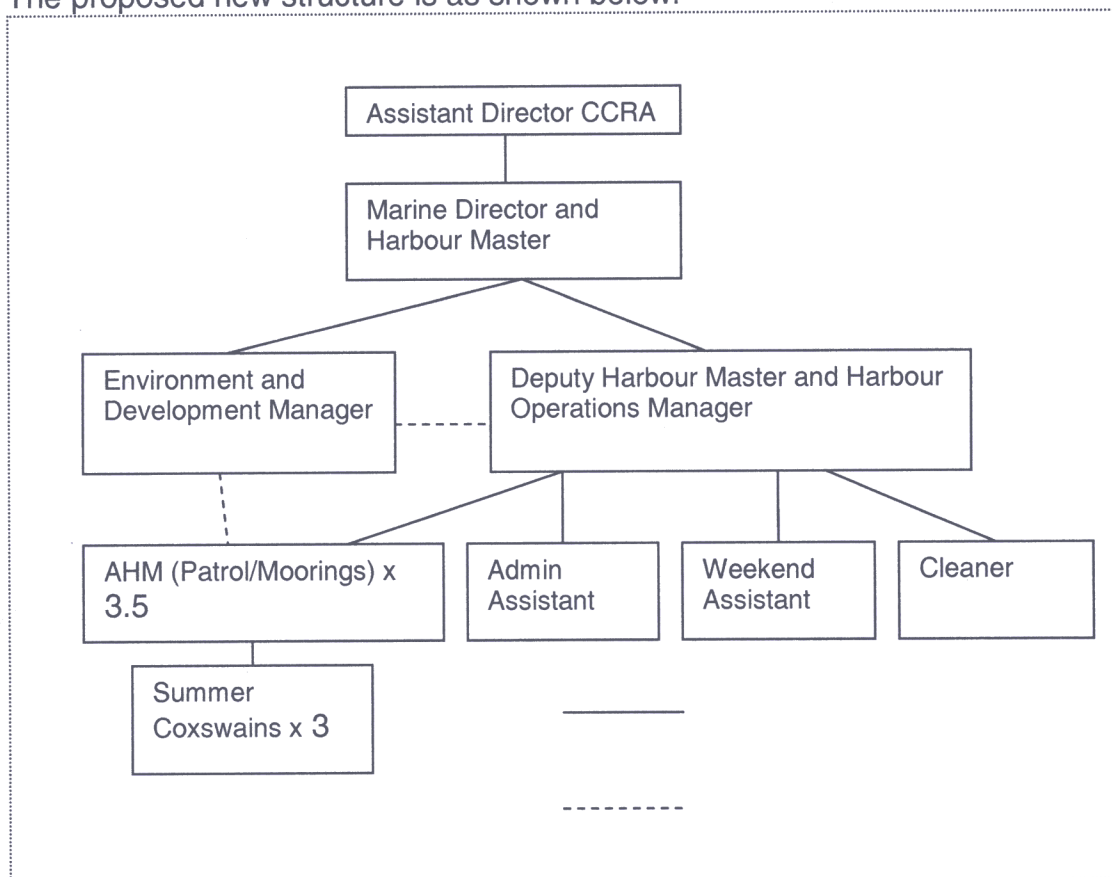 The proposed new structure is as shown below.
Assistant Director CCRA
Marine Director and
Harbour Master
Environment and
Development Manager
Deputy Harbour Master and Harbour
Operations Manager
AHM (Patrol/Moorings) x
3.5
Admin
Assistant
Weekend
Assistant
Cleaner
Summer
Coxswains x 3